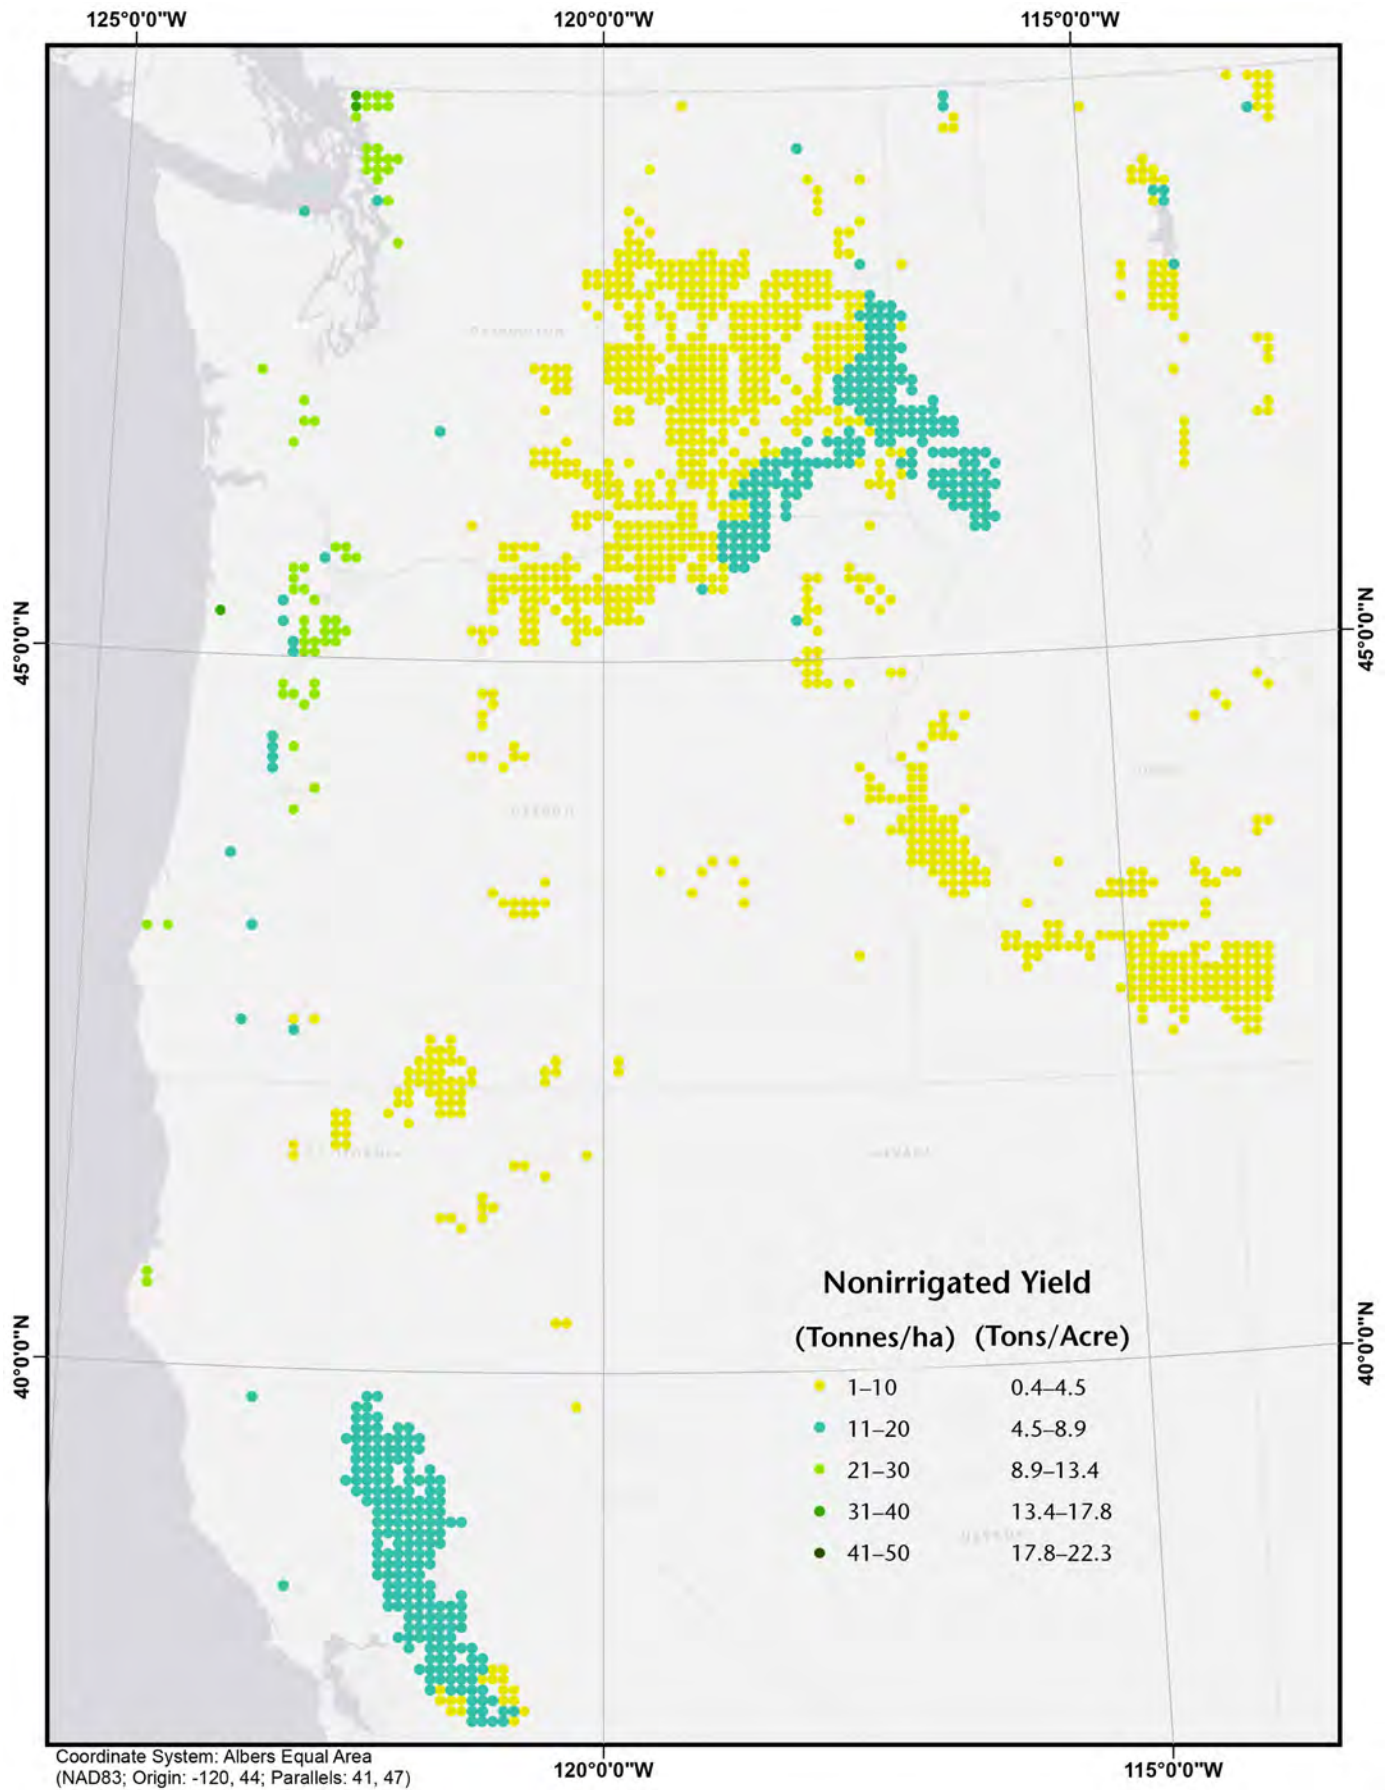 125°0'0"W 120°0'0"W 115°0'0"W
45°0'0"N 45°0'0"N
OREGON
Nonirrigated Yield
(Tonnes/ha) (Tons/Acre)
1–10 0.4–4.5
11–20 4.5–8.9
21–30 8.9–13.4
31–40 13.4–17.8
41–50 17.8–22.3
40°0'0"N 40°0'0"N
Coordinate System: Albers Equal Area
(NAD83; Origin: -120, 44; Parallels: 41, 47)
120°0'0"W 115°0'0"W